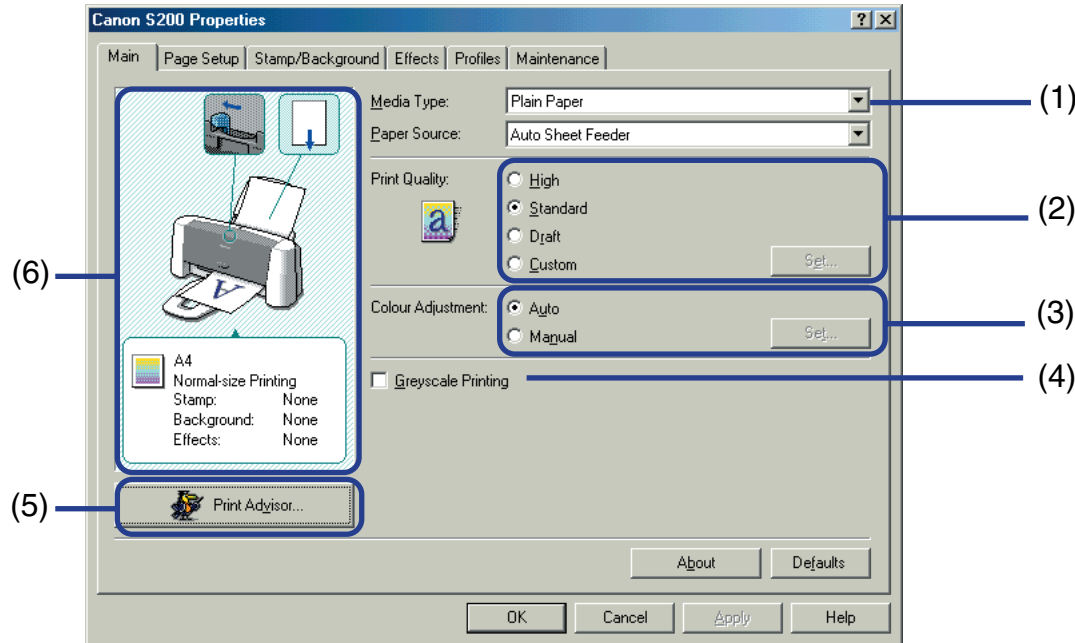 Canon S200 Properties
Main Page Setup Stamp/Background Effects Profiles Maintenance
Media Type: Plain Paper (1)
Paper Source: Auto Sheet Feeder
Print Quality: High
Standard (2)
a
Draft
Custom Set...
(6)
A
Colour Adjustment: Auto (3)
Manual Set...
A4
Normal-size Printing
Stamp: None
Background: None
Effects: None
Greyscale Printing (4)
(5) Print Advisor...
About Defaults
OK Cancel Apply Help